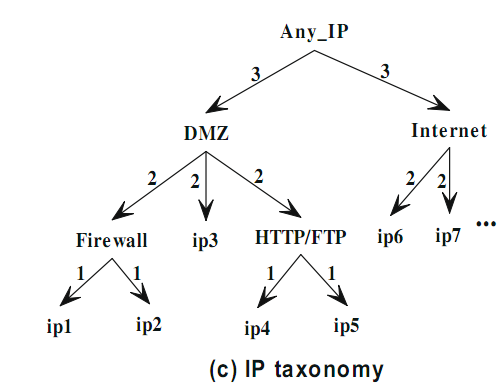 Any_IP
3 3
DMZ Internet
2 2 2 2 2
Firewall ip3 HTTP/FTP ip6 ip7 ...
1 1 1 1
ip1 ip2 ip4 ip5
(c) IP taxonomy